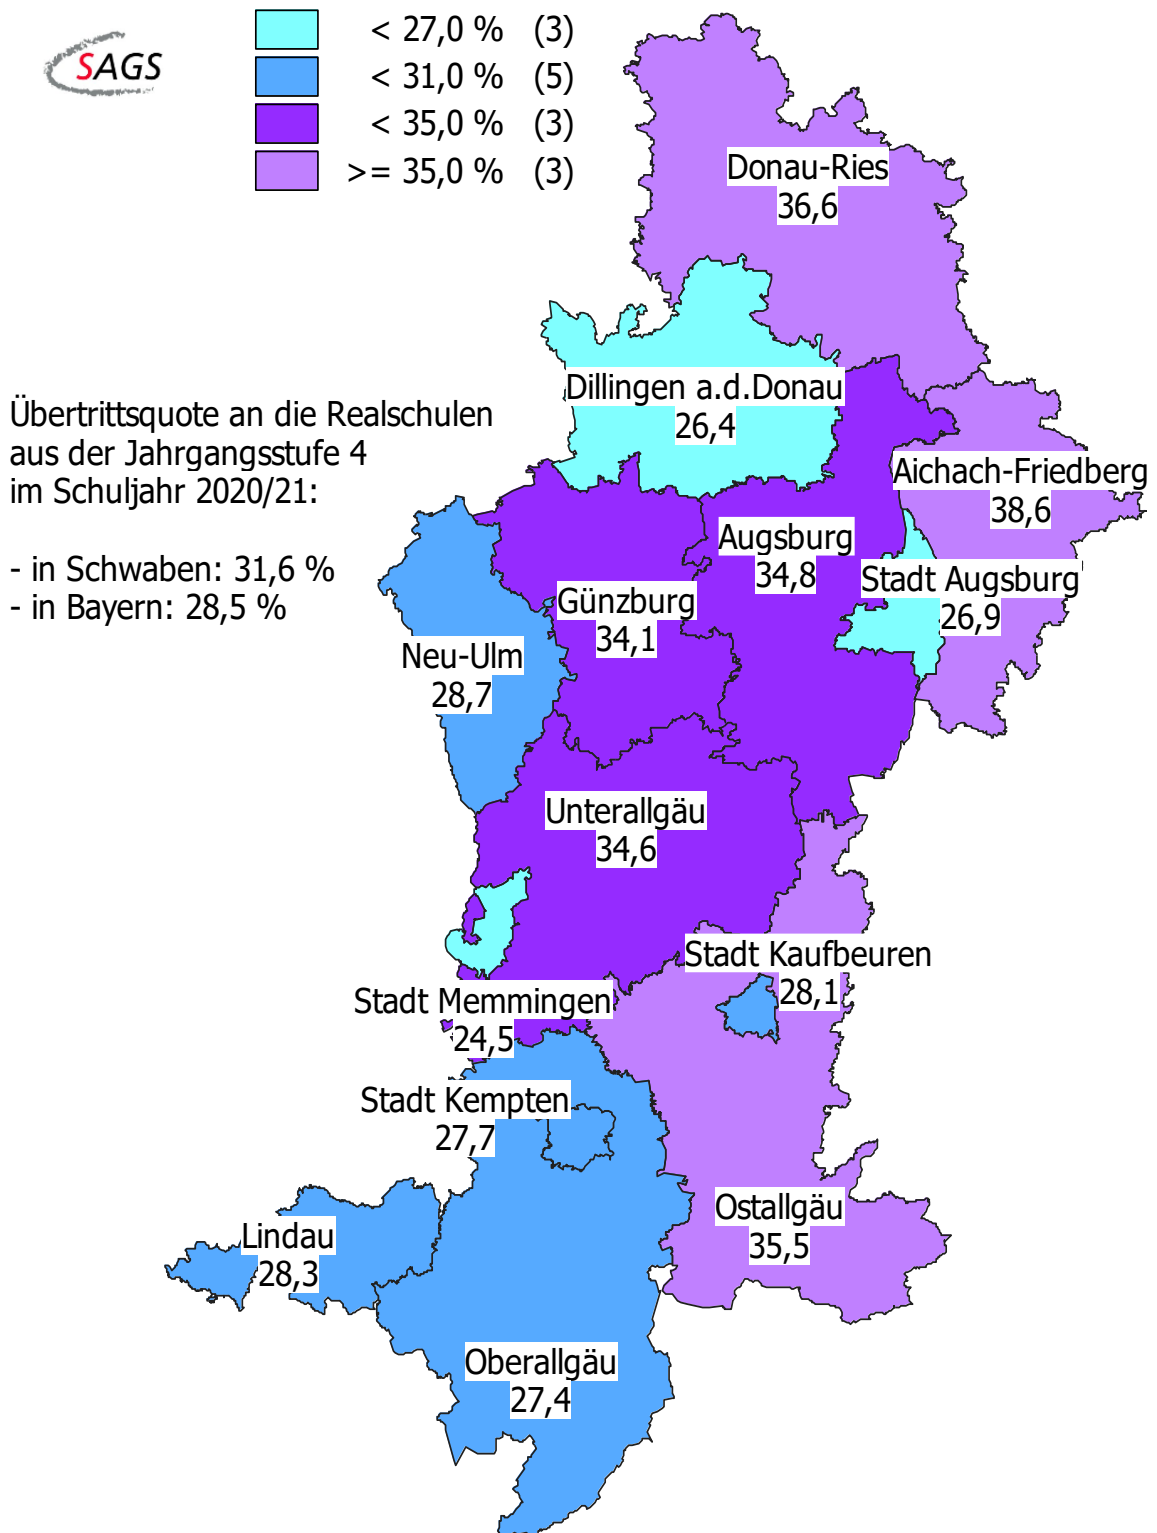 SAGS
< 27,0 % (3)
< 31,0 % (5)
< 35,0 % (3)
>= 35,0 % (3)
Donau-Ries
36,6
Dillingen a.d.Donau
26,4
Übertrittsquote an die Realschulen
aus der Jahrgangsstufe 4
im Schuljahr 2020/21:
- in Schwaben: 31,6 %
- in Bayern: 28,5 %
Aichach-Friedberg
38,6
Augsburg
34,8
Stadt Augsburg
26,9
Günzburg
34,1
Neu-Ulm
28,7
Unterallgäu
34,6
Stadt Kaufbeuren
28,1
Stadt Memmingen
24,5
Stadt Kempten
27,7
Ostallgäu
35,5
Lindau
28,3
Oberallgäu
27,4